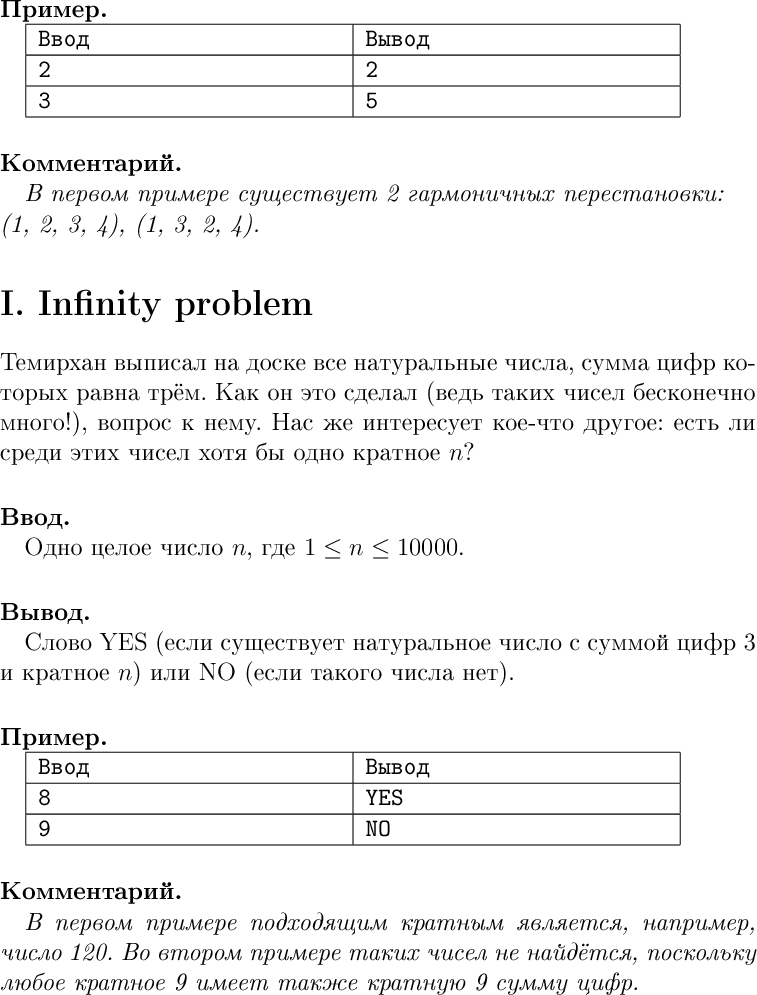 Пример.
Ввод Вывод
2 2
3 5
Комментарий.
В первом примере существует 2 гармоничных перестановки:
(1, 2, 3, 4), (1, 3, 2, 4).
I. Infinity problem
Темирхан выписал на доске все натуральные числа, сумма цифр ко-
торых равна трём. Как он это сделал (ведь таких чисел бесконечно
много!), вопрос к нему. Нас же интересует кое-что другое: есть ли
среди этих чисел хотя бы одно кратное n?
Ввод.
Одно целое число n, где 1 ≤ n ≤ 10000.
Вывод.
Слово YES (если существует натуральное число с суммой цифр 3
и кратное n) или NO (если такого числа нет).
Пример.
Ввод Вывод
8 YES
9 NO
Комментарий.
В первом примере подходящим кратным является, например,
число 120. Во втором примере таких чисел не найдётся, поскольку
любое кратное 9 имеет также кратную 9 сумму цифр.